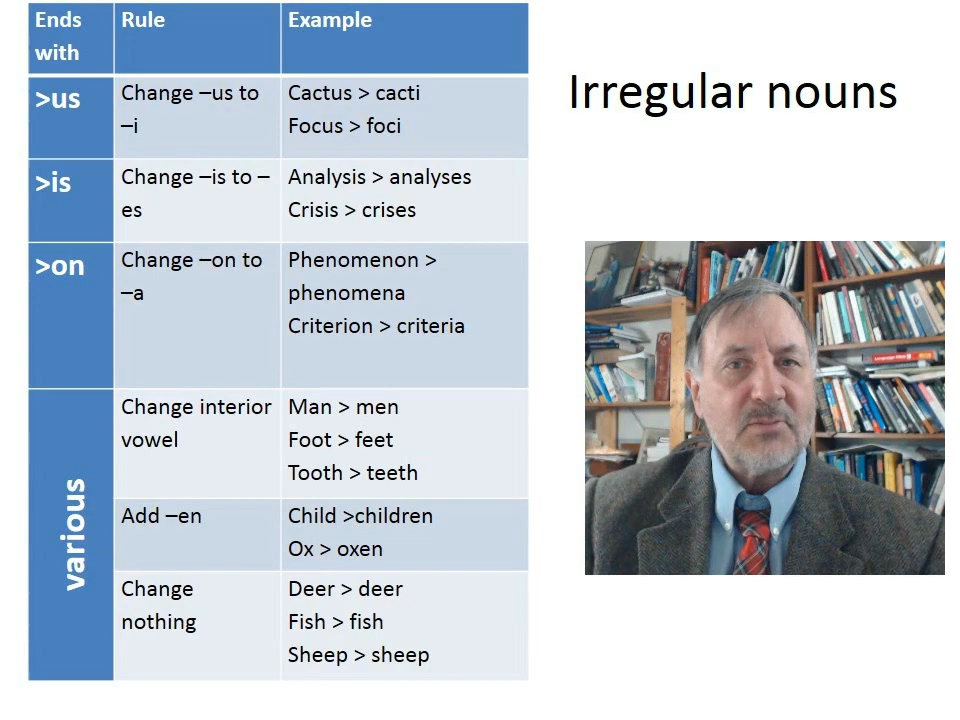 Ends with
Rule
Example
Irregular nouns
>us
Change –us to
–i
Cactus > cacti
Focus > foci
>is
Change –is to –
es
Analysis > analyses
Crisis > crises
>on
Change –on to
–a
Phenomenon >
phenomena
Criterion > criteria
various
Change interior
vowel
Man > men
Foot > feet
Tooth > teeth
Add –en
Child >children
Ox > oxen
Change
nothing
Deer > deer
Fish > fish
Sheep > sheep